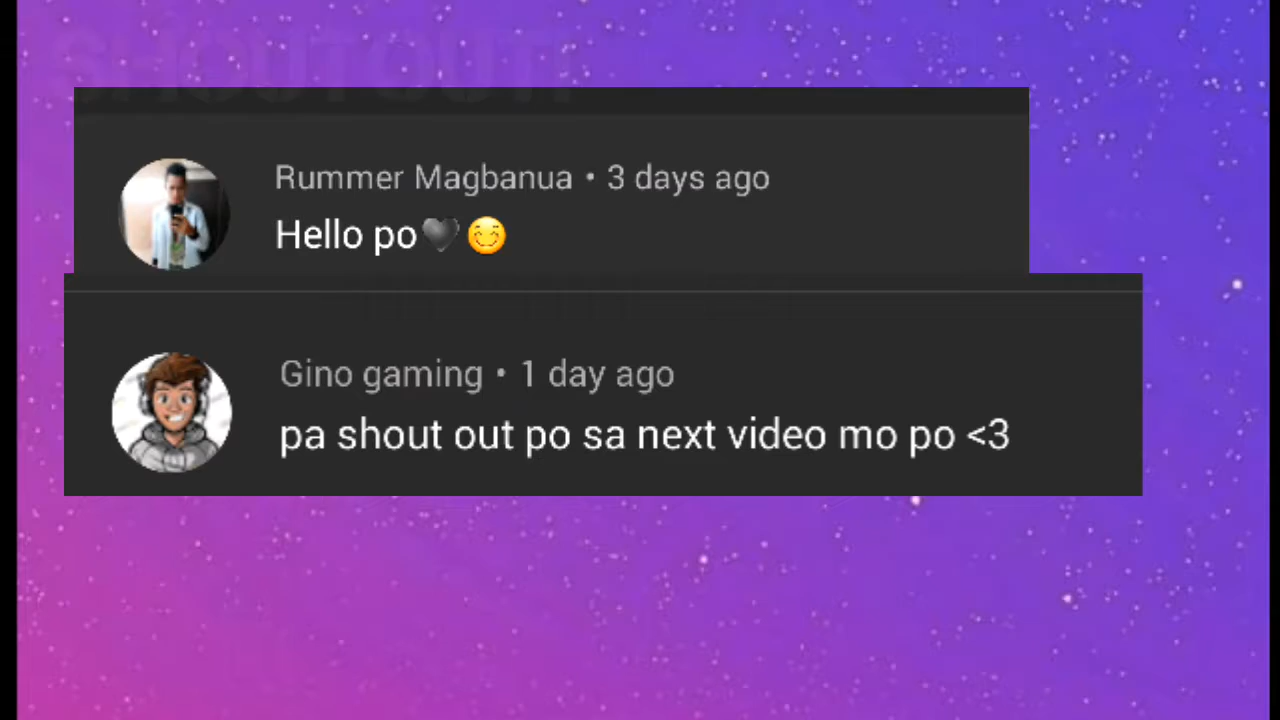 SHOUTOUT!
Rummer Magbanua • 3 days ago
Hello po🖤😊
Gino gaming • 1 day ago
pa shout out po sa next video mo po <3